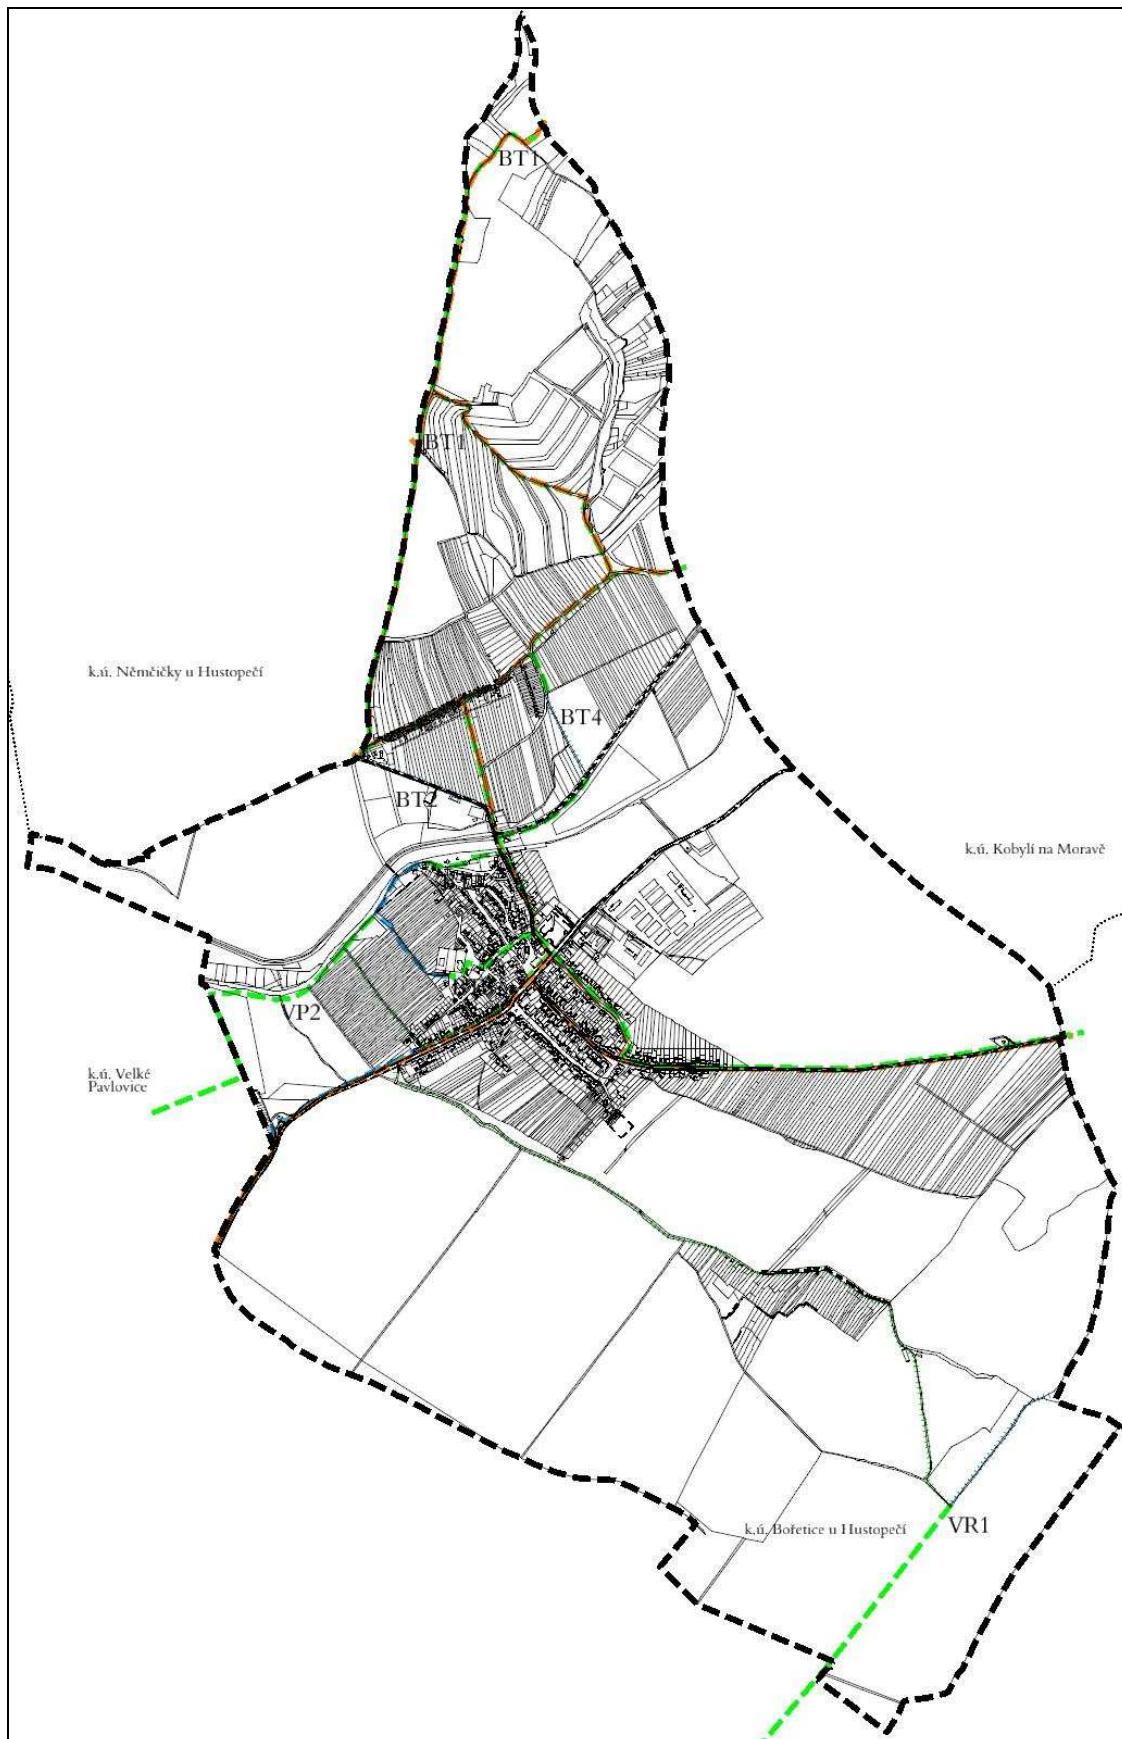 BT1
BT1
k.ú. Němčičky u Hustopečí
BT4
BT2
k.ú. Kobylí na Moravě
VP2
k.ú. Velké
Pavlovice
k.ú. Bořetice u Hustopečí
VR1